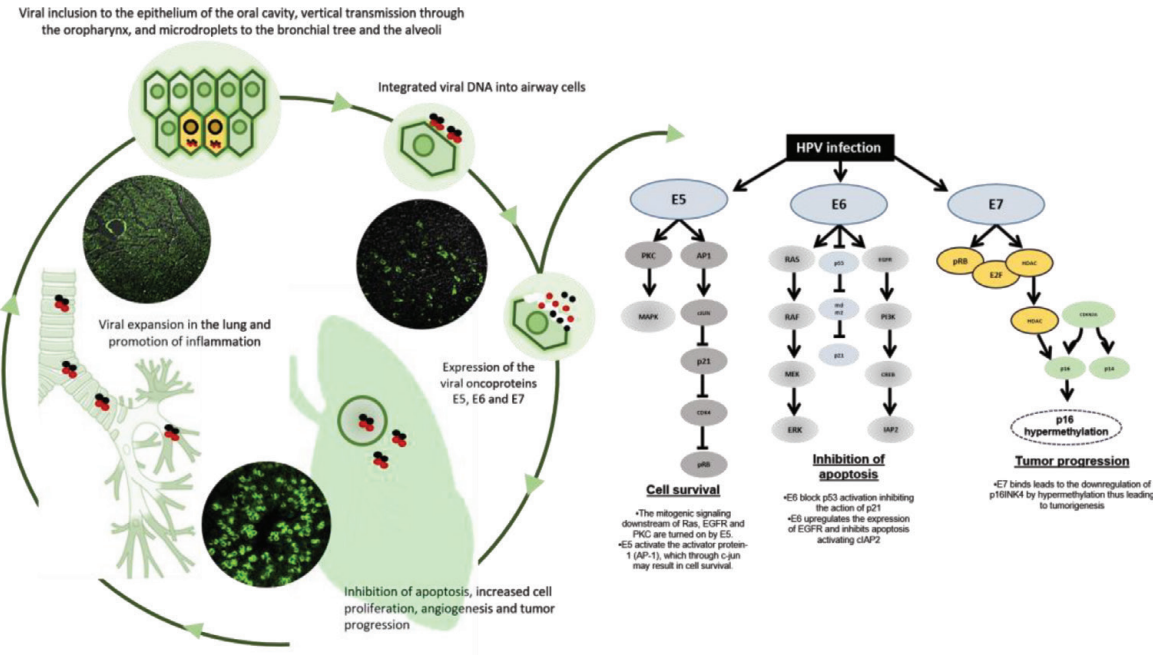 Viral inclusion to the epithelium of the oral cavity, vertical transmission through
the oropharynx, and microdroplets to the bronchial tree and the alveoli
Integrated viral DNA into airway cells
Viral expansion in the lung and
promotion of inflammation
Expression of the
viral oncoproteins
E5, E6 and E7
Inhibition of apoptosis, increased cell
proliferation, angiogenesis and tumor
progression
HPV infection
E5
E6
E7
PKC
AP1
MAPK
p21
CD44
pRB
Cell survival
•The mitogenic signaling
downstream of Ras, EGFR and
PKC are turned on by E5.
•E5 activate the activator protein-
1 (AP-1), which through c-jun
may result in cell survival.
RAS
p53
EGFR
RAF
md
m2
PI3K
MEK
p21
CREB
ERK
IAP2
Inhibition of
apoptosis
•E6 block p53 activation inhibiting
the action of p21
•E6 upregulates the expression
of EGFR and inhibits apoptosis
activating cIAP2
pRB
E2F
HDAC
HDAC
CDKN2A
p16
p14
p16
hypermethylation
Tumor progression
•E7 binds leads to the downregulation of
p16INK4 by hypermethylation thus leading
to tumorigenesis